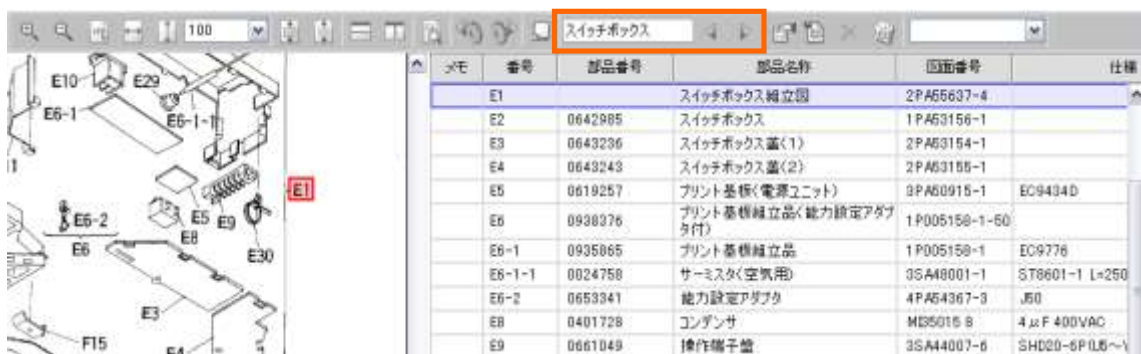 100
スイッチボックス
E10
E29
E6-1
E6-1-1
E1
E6-2
E5
E9
E8
E6
E30
E3
F15
E4
メモ 番号 部品番号 部品名称 図面番号 仕様
E1 スイッチボックス組立図 2PA55637-4
E2 0642985 スイッチボックス 1PA53156-1
E3 0643236 スイッチボックス蓋(1) 2PA63154-1
E4 0643243 スイッチボックス蓋(2) 2PA63155-1
E5 0619257 プリント基板(電源ユニット) 3PA60915-1 EC9434D
E6 0938376 プリント基板組立品(能力設定アダプタ付) 1P005158-1-50
E6-1 0935865 プリント基板組立品 1P005158-1 EC9776
E6-1-1 0024758 サーミスタ(空気用) 3SA48001-1 ST8601-1 L=250
E6-2 0653341 能力設定アダプタ 4PA54367-3 J50
E8 0401728 コンデンサ 4μF 400VAC
E9 0661049 操作端子盤 3SA44007-6